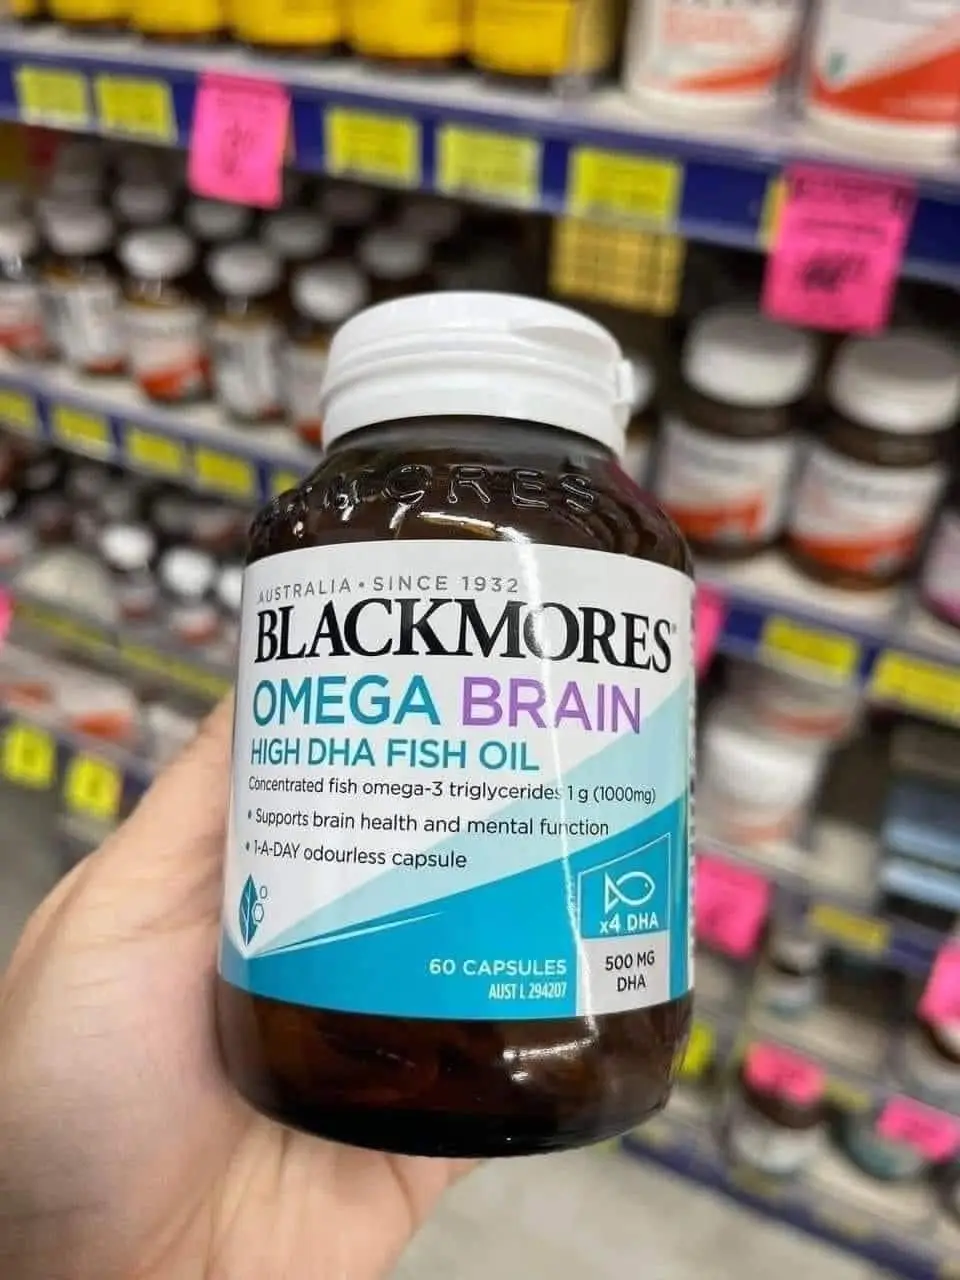 MORES
AUSTRALIA • SINCE 1932
BLACKMORES®
OMEGA BRAIN
HIGH DHA FISH OIL
Concentrated fish omega-3 triglycerides 1 g (1000mg)
• Supports brain health and mental function
• 1-A-DAY odourless capsule
x4 DHA
500 MG
DHA
60 CAPSULES
AUST L 294207